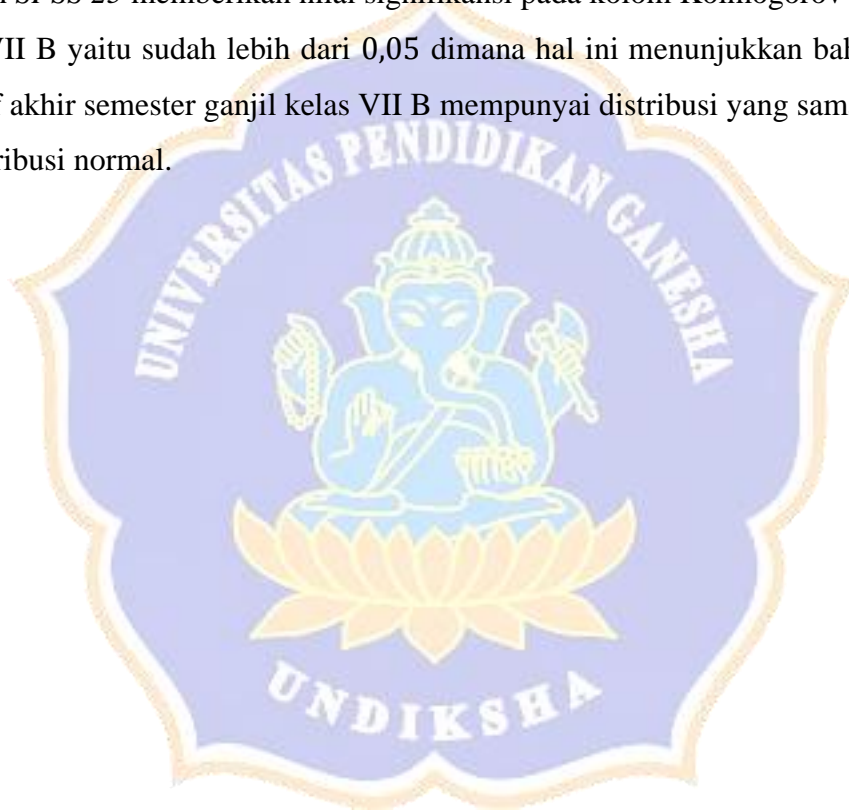 SPSS 25 memberikan nilai signifikansi pada kolom Kolmogorov
VII B yaitu sudah lebih dari 0,05 dimana hal ini menunjukkan bah
akhir semester ganjil kelas VII B mempunyai distribusi yang sam
ribusi normal.
UNIVERSITAS PENDIDIKAN GANESHA
UNDIKSHA